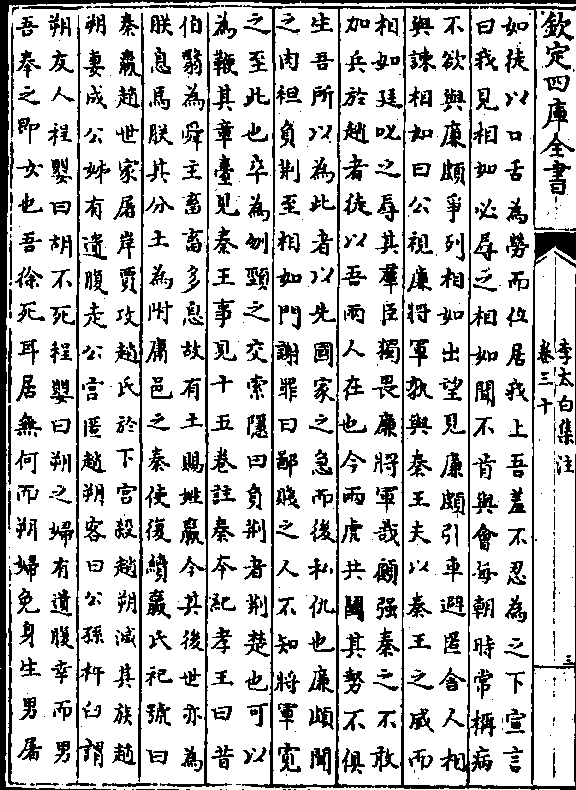 欽定四庫全書
李太白集注
卷三十
三
如徒以口舌為勞而位居我上吾羞不忍為之下宣言
曰我見相如必辱之相如聞不肯與會每朝時常稱病
不欲與廉頗爭列相如出望見廉頗引車避匿舍人相
與諫相如曰公視廉將軍孰與秦王夫以秦王之威而
相如廷叱之辱其羣臣獨畏廉將軍哉顧强秦之不敢
加兵於趙者徒以吾兩人在也今兩虎共鬭其勢不俱
生吾所以為此者以先國家之急而後私仇也廉頗聞
之肉袒負荆至相如門謝罪曰鄙賤之人不知將軍寛
之至此也卒為刎頸之交索隱曰負荆者荆楚也可以
為鞭其章臺見秦王事見十五卷註秦本紀孝王曰昔
伯翳為舜主畜畜多息故有土賜姓嬴今其後世亦為
朕息馬朕其分土為附庸邑之秦使復續嬴氏祀號曰
秦嬴趙世家屠岸賈攻趙氏於下宫殺趙朔滅其族趙
朔妻成公姊有遺腹走公宫匿趙朔客曰公孫杵臼謂
朔友人程嬰曰胡不死程嬰曰朔之婦有遺腹幸而男
吾奉之即女也吾徐死耳居無何而朔婦免身生男屠